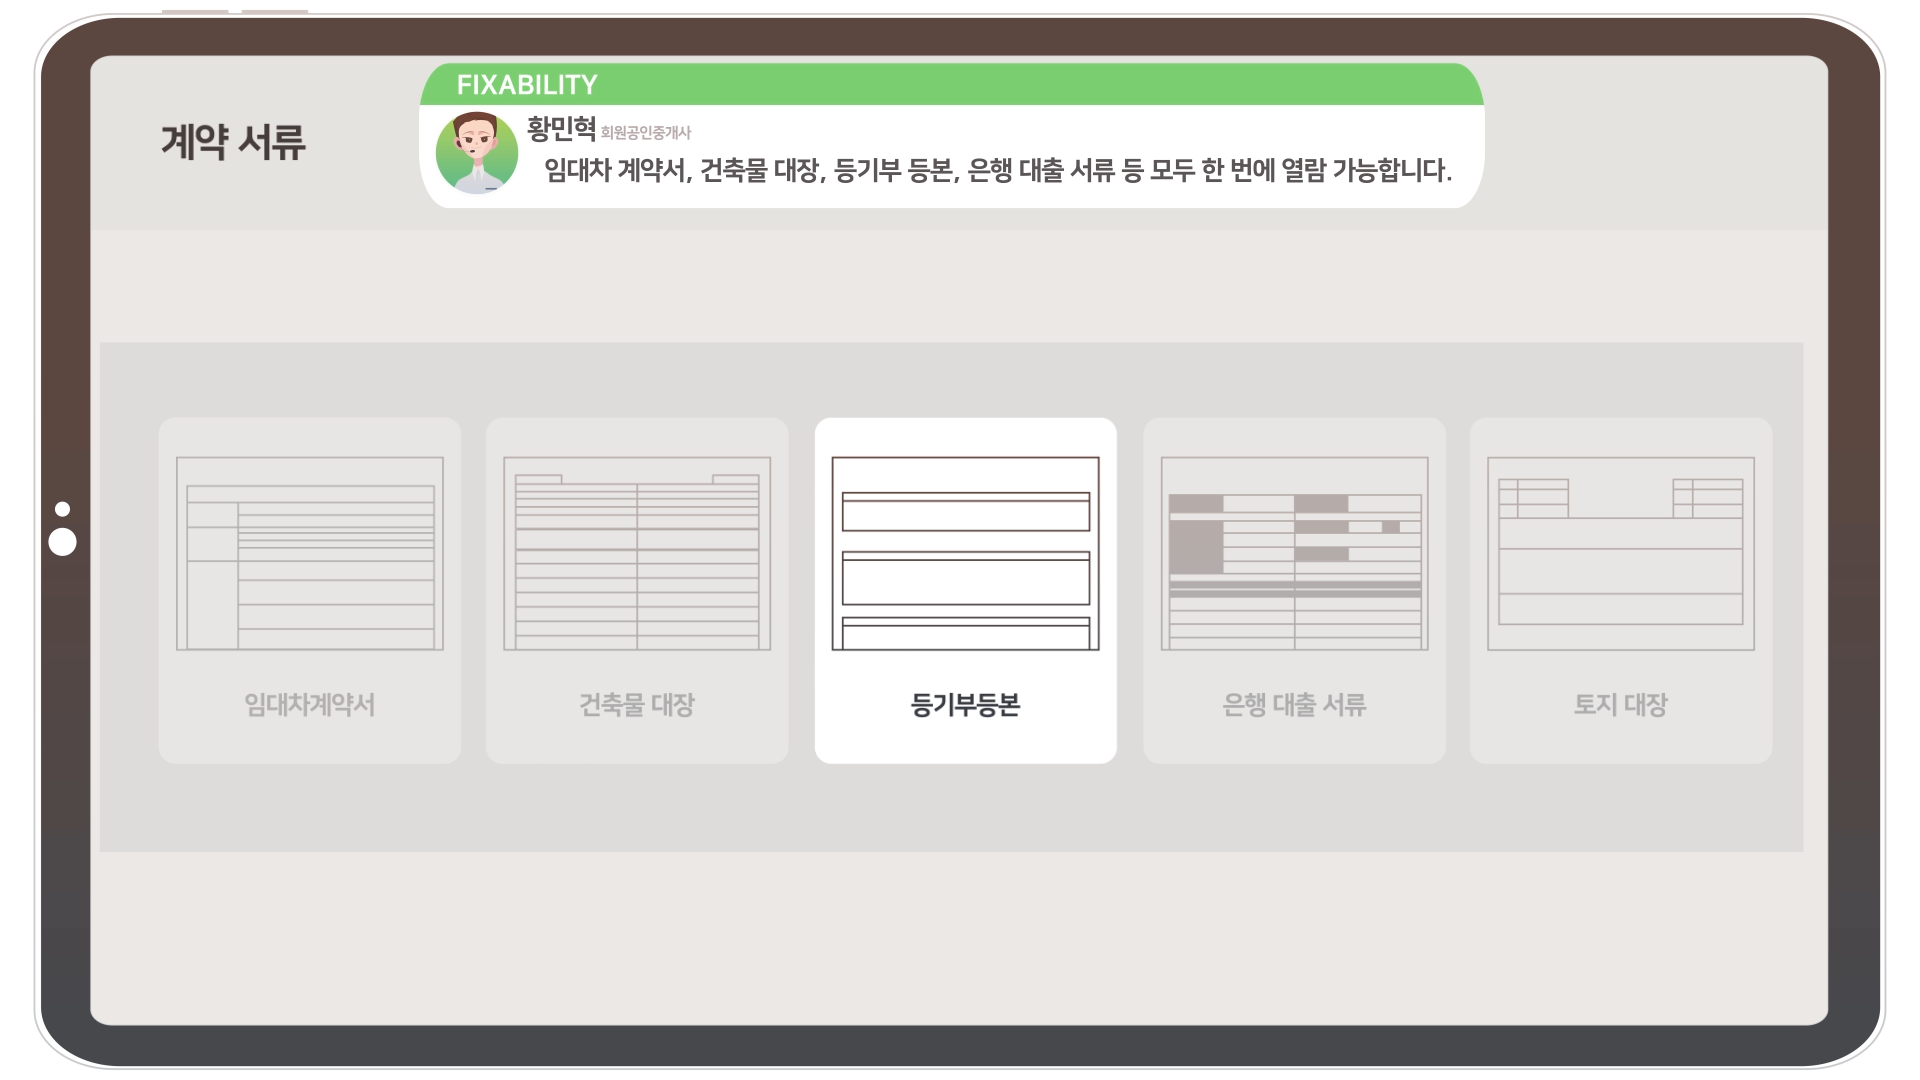 계약 서류
FIXABILITY
황민혁 회원공인중개사
임대차 계약서, 건축물 대장, 등기부 등본, 은행 대출 서류 등 모두 한 번에 열람 가능합니다.
임대차계약서
건축물 대장
등기부등본
은행 대출 서류
토지 대장